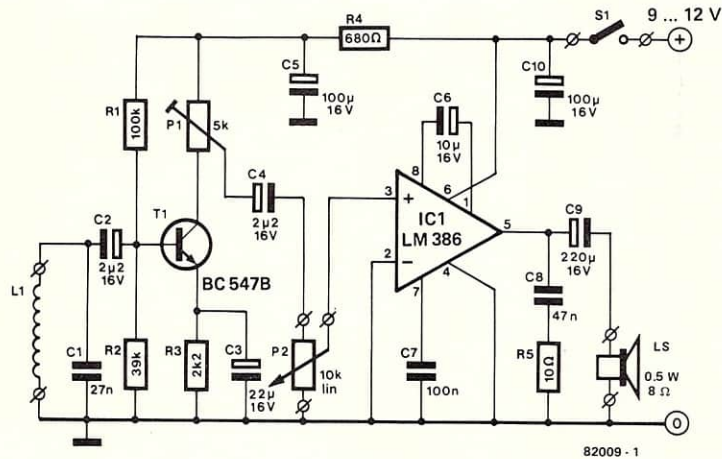 R4
680Ω
S1
9 ... 12 V
+
C5
100µ
16V
C10
100µ
16V
R1
100k
P1
5k
C6
10µ
16V
C4
2µ2
16V
8
6
1
3
+
IC1
LM 386
5
2
−
4
7
T1
C2
2µ2
16V
BC 547B
C9
220µ
16V
C8
47n
L1
C1
27n
R2
39k
R3
2k2
C3
22µ
16V
P2
10k
lin
C7
100n
R5
10Ω
LS
0.5 W
8 Ω
0
82009 - 1